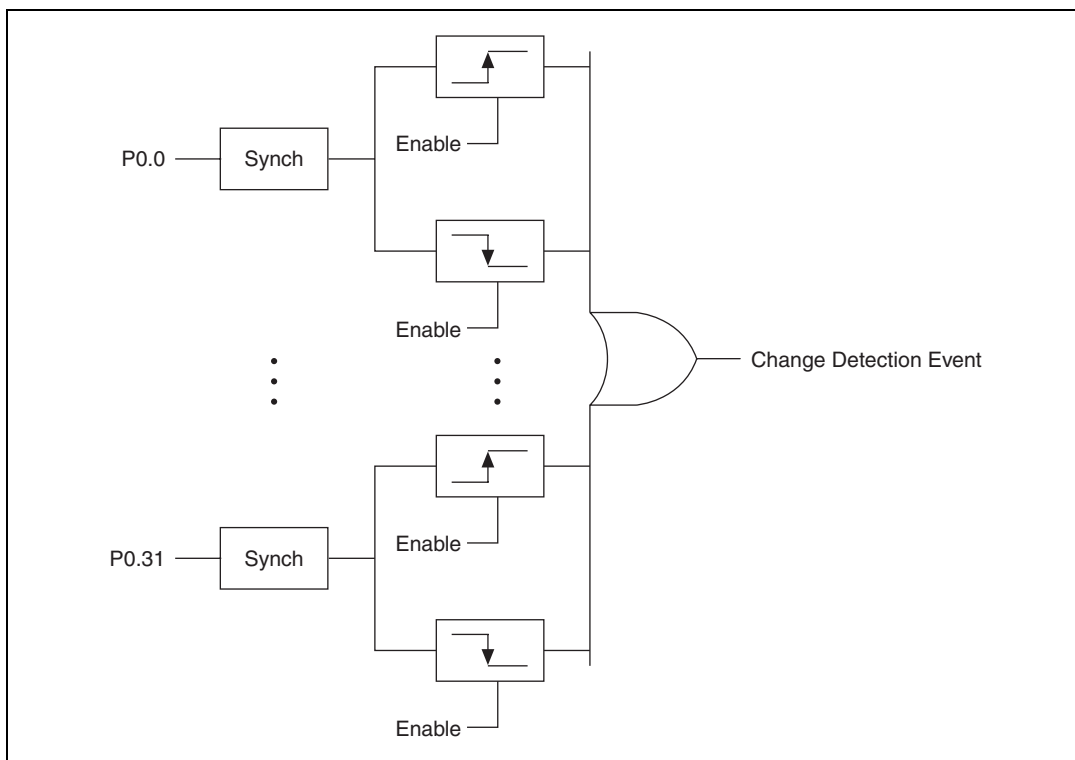 Enable
P0.0
Synch
Enable
Change Detection Event
Enable
P0.31
Synch
Enable